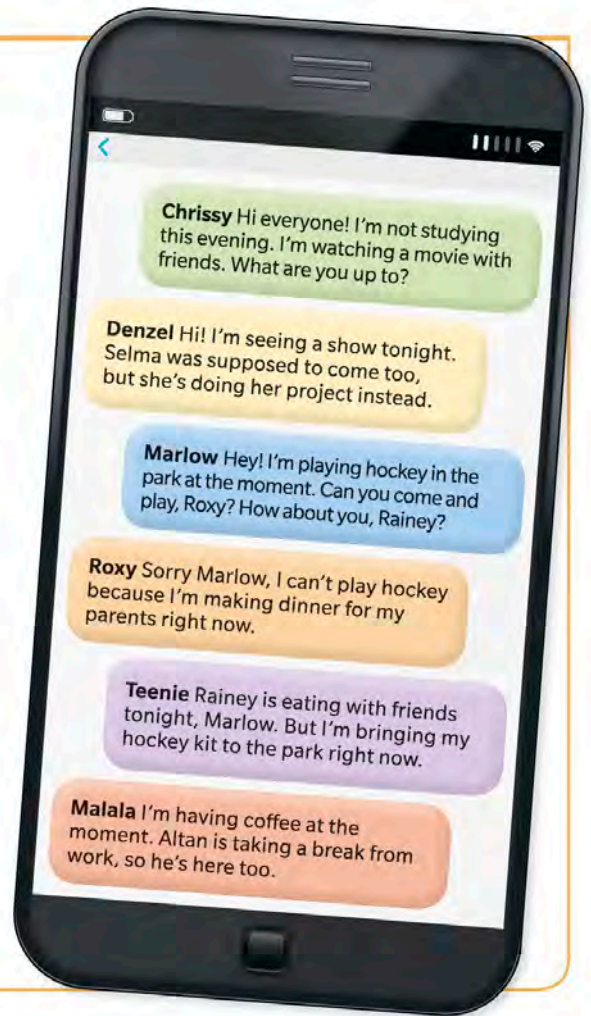 Chrissy Hi everyone! I'm not studying
this evening. I'm watching a movie with
friends. What are you up to?
Denzel Hi! I'm seeing a show tonight.
Selma was supposed to come too,
but she's doing her project instead.
Marlow Hey! I'm playing hockey in the
park at the moment. Can you come and
play, Roxy? How about you, Rainey?
Roxy Sorry Marlow, I can't play hockey
because I'm making dinner for my
parents right now.
Teenie Rainey is eating with friends
tonight, Marlow. But I'm bringing my
hockey kit to the park right now.
Malala I'm having coffee at the
moment. Altan is taking a break from
work, so he's here too.